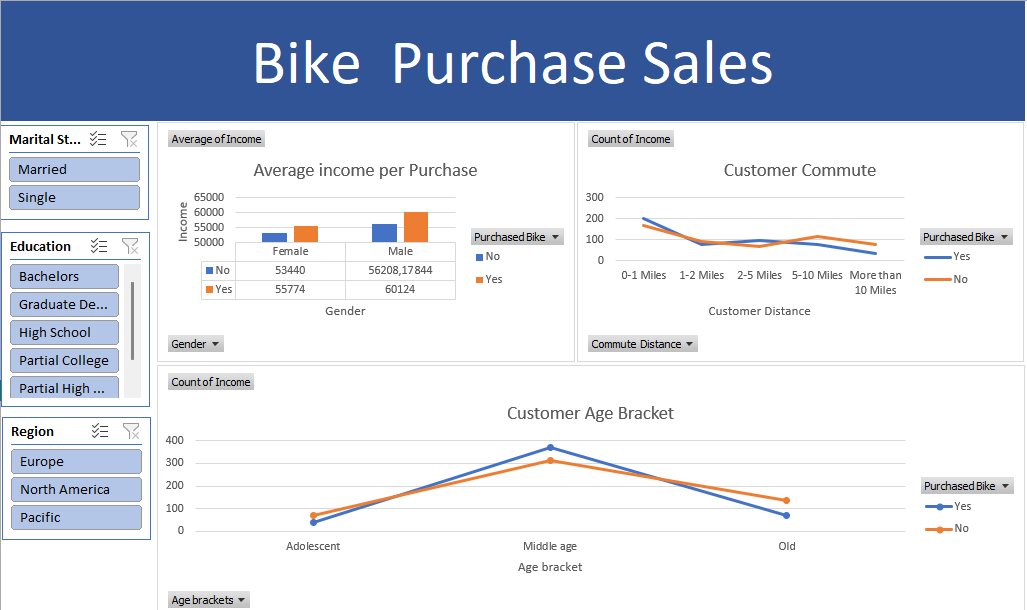 Bike Purchase Sales
Marital St...
Married
Single
Education
Bachelors
Graduate De...
High School
Partial College
Partial High ...
Region
Europe
North America
Pacific
Average of Income
Average income per Purchase
Income
65000
60000
55000
50000
Female Male
No 53440 56208,17844
Yes 55774 60124
Gender
Purchased Bike
No
Yes
Gender
Count of Income
Customer Commute
300
200
100
0
0-1 Miles 1-2 Miles 2-5 Miles 5-10 Miles More than
10 Miles
Customer Distance
Purchased Bike
Yes
No
Commute Distance
Count of Income
Customer Age Bracket
400
300
200
100
0
Adolescent Middle age Old
Age bracket
Purchased Bike
Yes
No
Age brackets